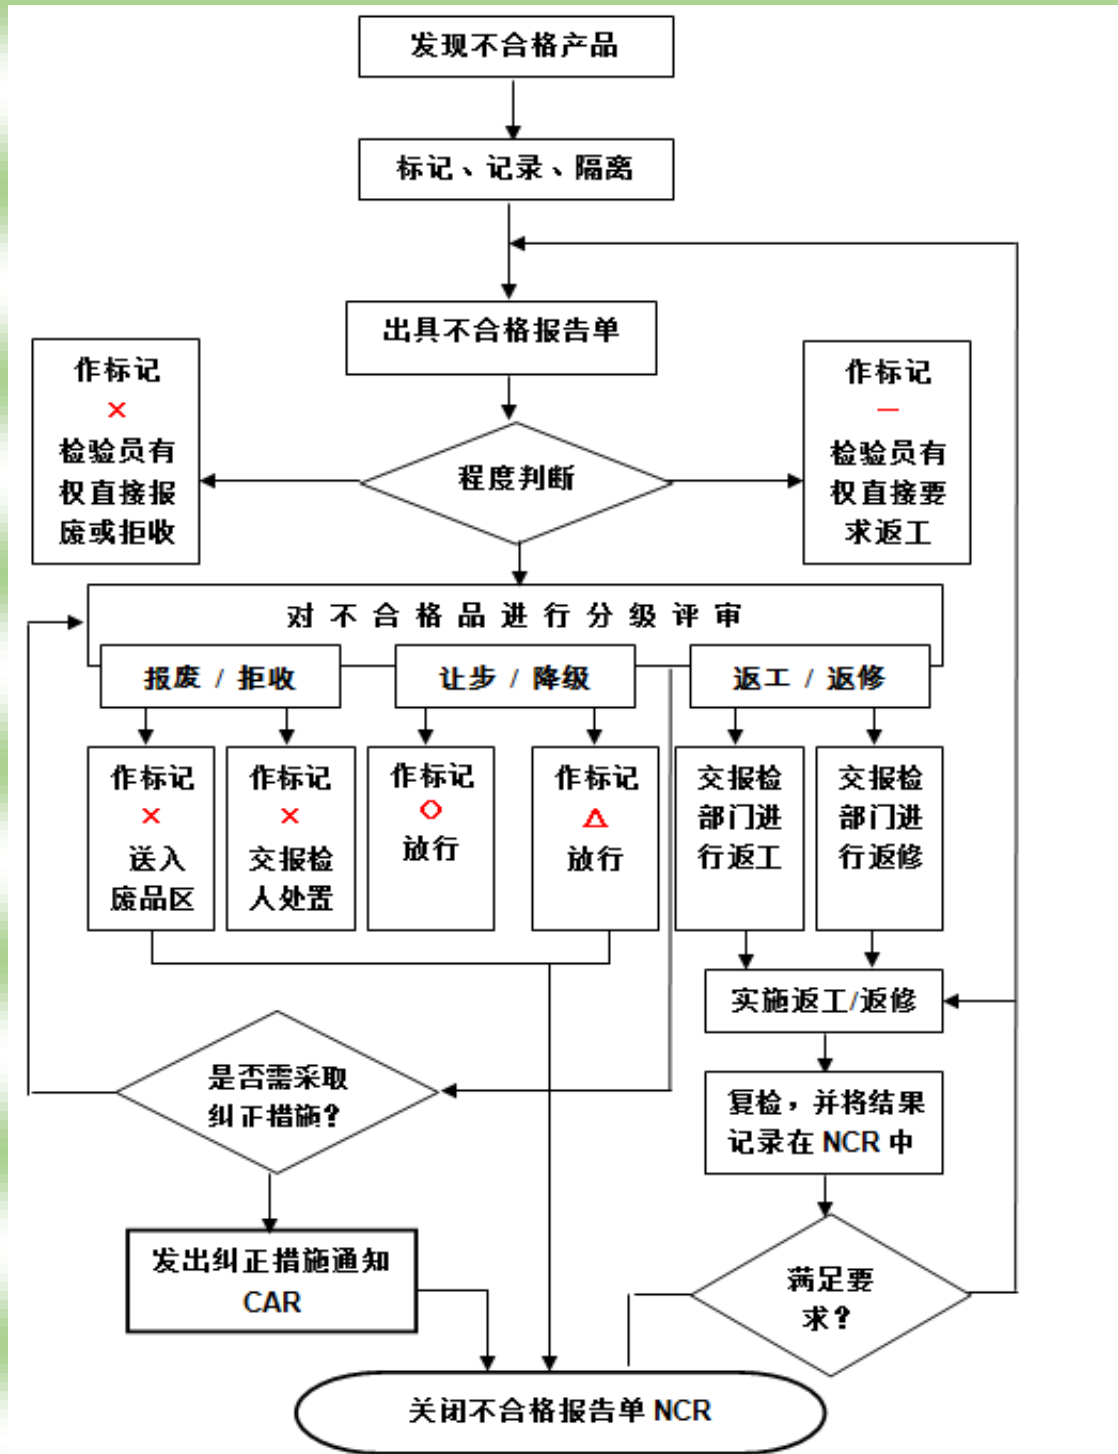 发现不合格产品
标记、记录、隔离
出具不合格报告单
作标记
×
检验员有
权直接报
废或拒收
程度判断
作标记
—
检验员有
权直接要
求返工
对不合格品进行分级评审
报废 / 拒收
让步 / 降级
返工 / 返修
作标记
×
送入
废品区
作标记
×
交报检
人处置
作标记
○
放行
作标记
△
放行
交报检
部门进
行返工
交报检
部门进
行返修
实施返工/返修
是否需采取
纠正措施?
复检，并将结果
记录在 NCR 中
发出纠正措施通知
CAR
满足要
求?
关闭不合格报告单 NCR